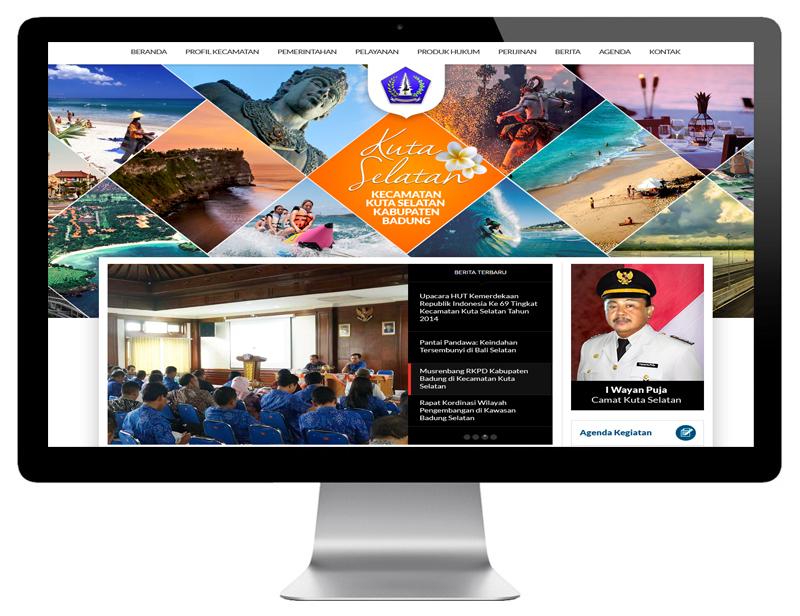 BERANDA PROFIL KECAMATAN PEMERINTAHAN PELAYANAN PRODUK HUKUM PERIJINAN BERITA AGENDA KONTAK
Kuta
Selatan
KECAMATAN
KUTA SELATAN
KABUPATEN
BADUNG
BERITA TERBARU
Upacara HUT Kemerdekaan
Republik Indonesia Ke 69 Tingkat
Kecamatan Kuta Selatan Tahun
2014
Pantai Pandawa: Keindahan
Tersembunyi di Bali Selatan
Musrenbang RKPD Kabupaten
Badung di Kecamatan Kuta
Selatan
Rapat Kordinasi Wilayah
Pengembangan di Kawasan
Badung Selatan
I Wayan Puja
Camat Kuta Selatan
Agenda Kegiatan